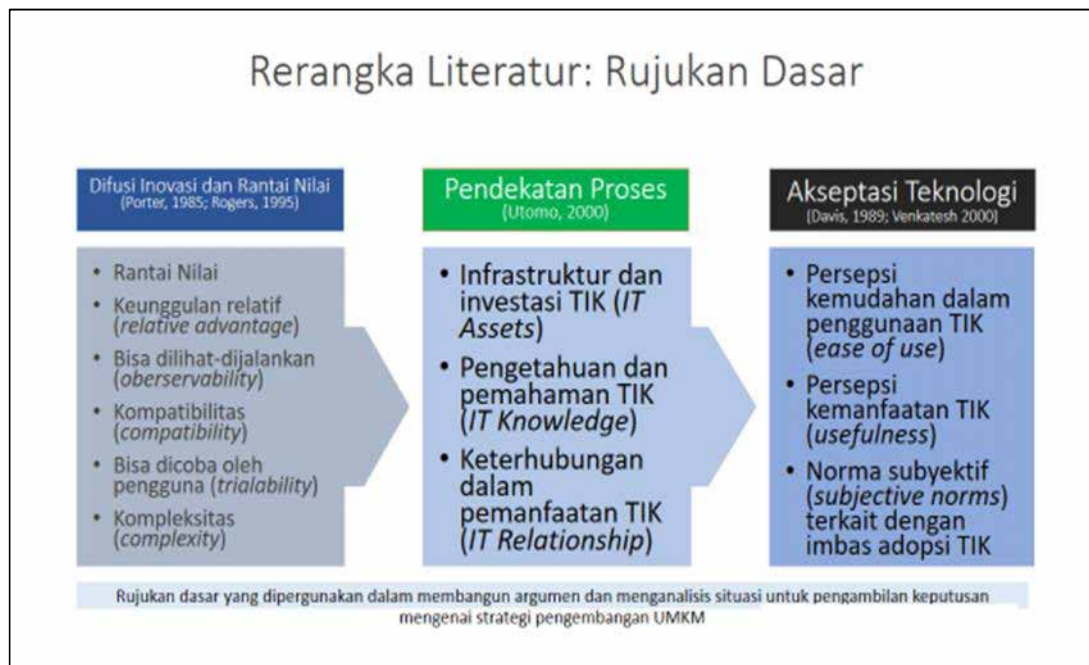 Rerangka Literatur: Rujukan Dasar
Difusi Inovasi dan Rantai Nilai
(Porter, 1985; Rogers, 1995)
• Rantai Nilai
• Keunggulan relatif
(relative advantage)
• Bisa dilihat-dijalankan
(oberservability)
• Kompatibilitas
(compatibility)
• Bisa dicoba oleh
pengguna (trialability)
• Kompleksitas
(complexity)
Pendekatan Proses
(Utomo, 2000)
• Infrastruktur dan
investasi TIK (IT
Assets)
• Pengetahuan dan
pemahaman TIK
(IT Knowledge)
• Keterhubungan
dalam
pemanfaatan TIK
(IT Relationship)
Akseptasi Teknologi
(Davis, 1989; Venkatesh 2000)
• Persepsi
kemudahan dalam
penggunaan TIK
(ease of use)
• Persepsi
kemanfaatan TIK
(usefulness)
• Norma subyektif
(subjective norms)
terkait dengan
imbas adopsi TIK
Rujukan dasar yang dipergunakan dalam membangun argumen dan menganalisis situasi untuk pengambilan keputusan
mengenai strategi pengembangan UMKM